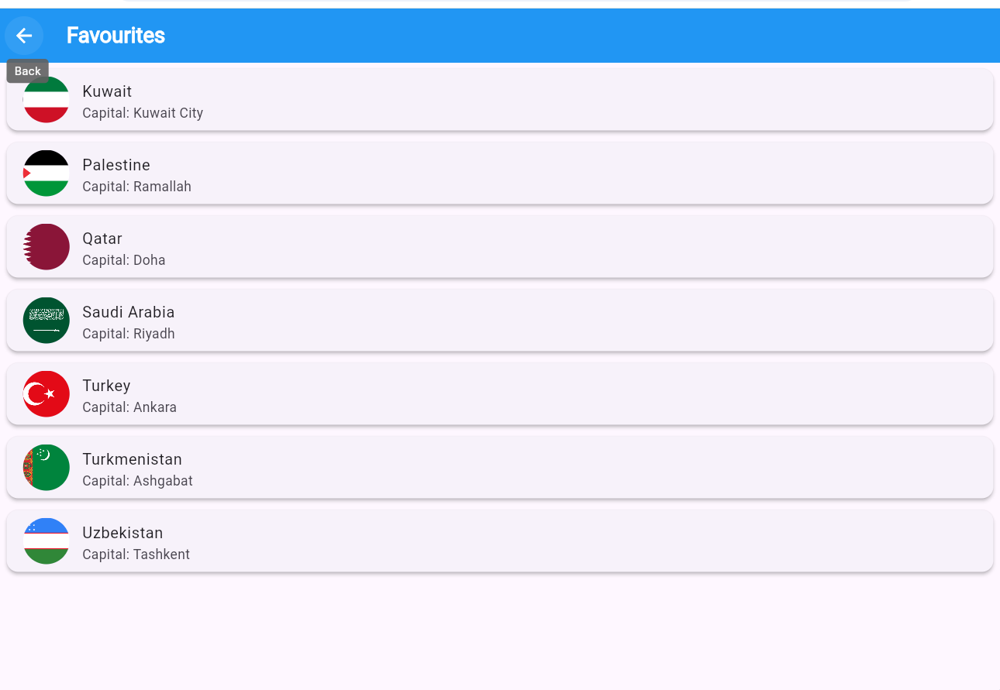 Favourites
Back
Kuwait
Capital: Kuwait City
Palestine
Capital: Ramallah
Qatar
Capital: Doha
Saudi Arabia
Capital: Riyadh
Turkey
Capital: Ankara
Turkmenistan
Capital: Ashgabat
Uzbekistan
Capital: Tashkent